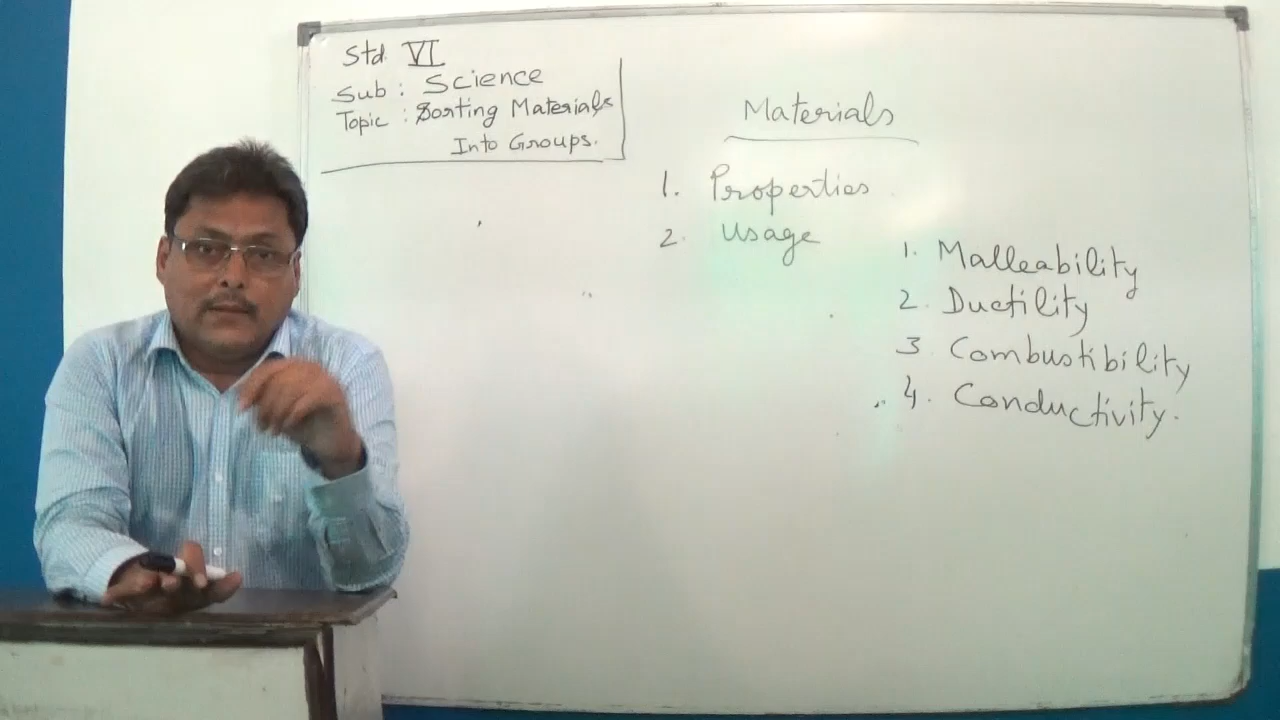 Std VI
Sub : Science
Topic : Sorting Materials
Into Groups.
Materials
1. Properties
2. Usage
1. Malleability
2. Ductility
3. Combustibility
4. Conductivity.